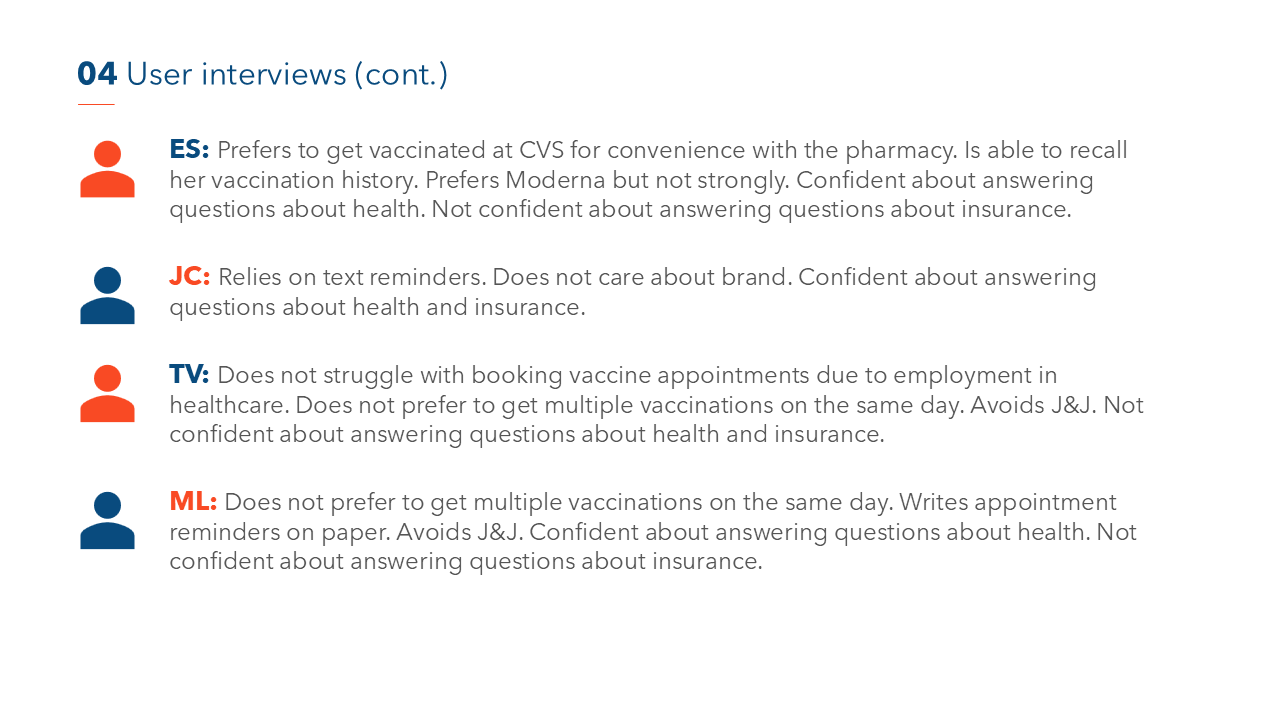 04 User interviews (cont.)
ES: Prefers to get vaccinated at CVS for convenience with the pharmacy. Is able to recall
her vaccination history. Prefers Moderna but not strongly. Confident about answering
questions about health. Not confident about answering questions about insurance.
JC: Relies on text reminders. Does not care about brand. Confident about answering
questions about health and insurance.
TV: Does not struggle with booking vaccine appointments due to employment in
healthcare. Does not prefer to get multiple vaccinations on the same day. Avoids J&J. Not
confident about answering questions about health and insurance.
ML: Does not prefer to get multiple vaccinations on the same day. Writes appointment
reminders on paper. Avoids J&J. Confident about answering questions about health. Not
confident about answering questions about insurance.